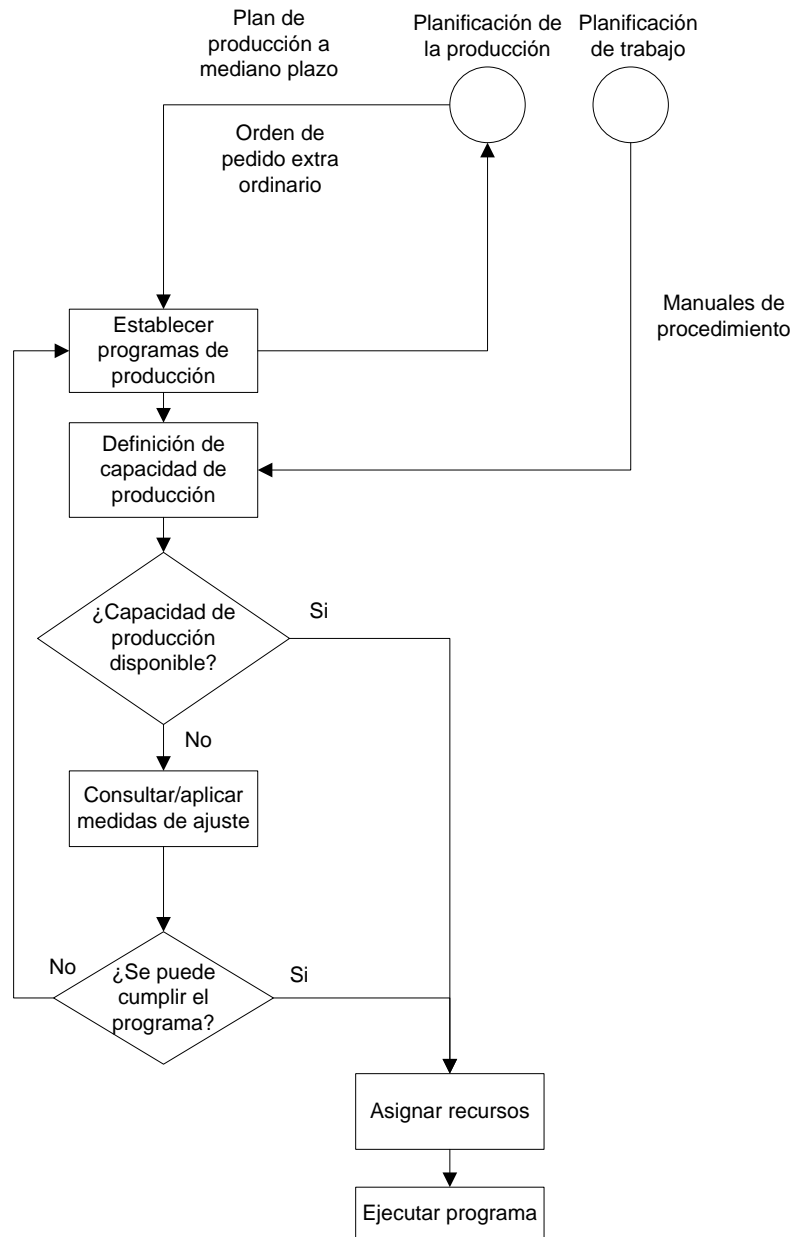 Plan de
producción a
mediano plazo
Planificación de
la producción
Planificación
de trabajo
Orden de
pedido extra
ordinario
Manuales de
procedimiento
Establecer
programas de
producción
Definición de
capacidad de
producción
¿Capacidad de
producción
disponible?
Si
No
Consultar/aplicar
medidas de ajuste
No
¿Se puede
cumplir el
programa?
Si
Asignar recursos
Ejecutar programa